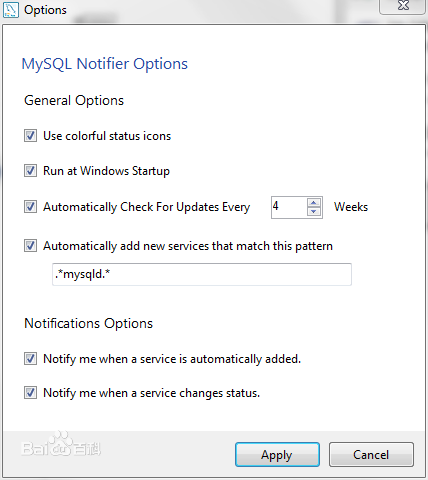 Options
MySQL Notifier Options
General Options
Use colorful status icons
Run at Windows Startup
Automatically Check For Updates Every 4 Weeks
Automatically add new services that match this pattern
.*mysqld.*
Notifications Options
Notify me when a service is automatically added.
Notify me when a service changes status.
Baidu百科
Apply Cancel